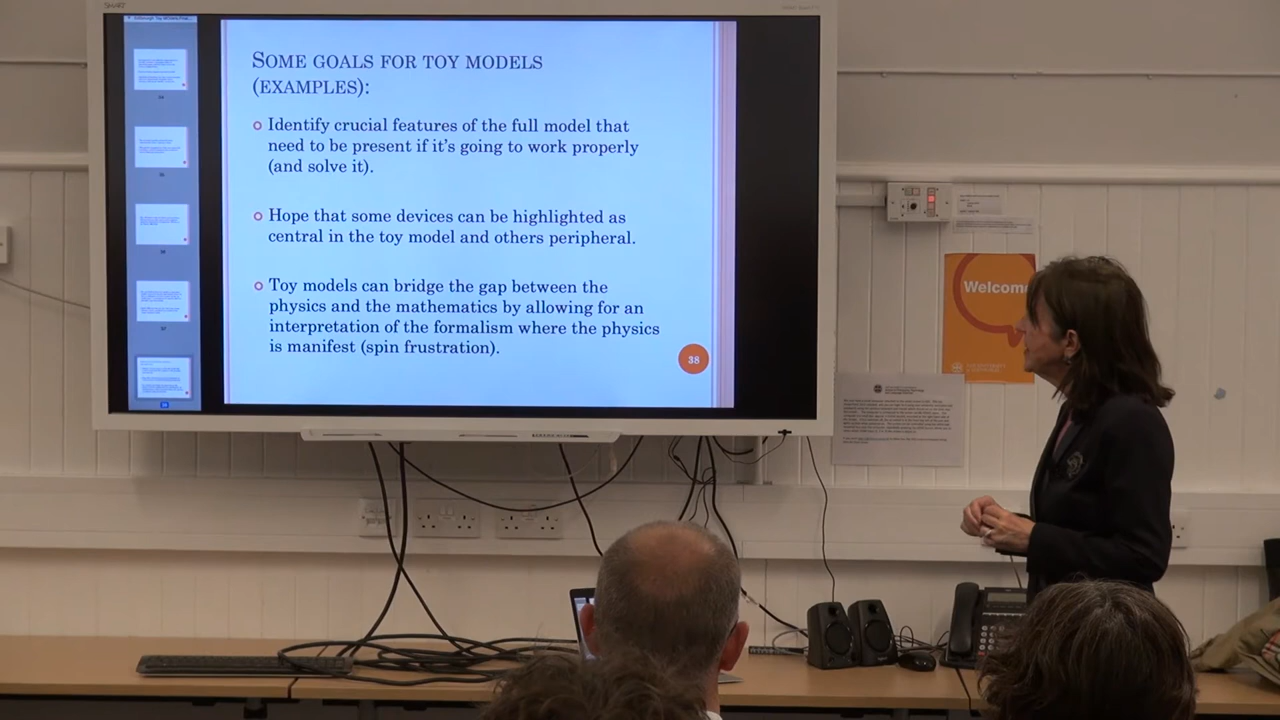 SMART
SOME GOALS FOR TOY MODELS
(EXAMPLES):
Identify crucial features of the full model that
need to be present if it's going to work properly
(and solve it).
Hope that some devices can be highlighted as
central in the toy model and others peripheral.
Toy models can bridge the gap between the
physics and the mathematics by allowing for an
interpretation of the formalism where the physics
is manifest (spin frustration).
38
Welcom